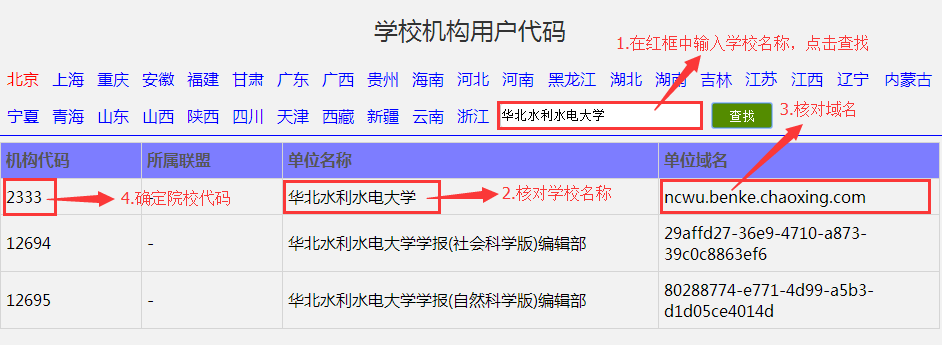 学校机构用户代码
1.在红框中输入学校名称，点击查找
北京 上海 重庆 安徽 福建 甘肃 广东 广西 贵州 海南 河北 河南 黑龙江 湖北 湖南 吉林 江苏 江西 辽宁 内蒙古
宁夏 青海 山东 山西 陕西 四川 天津 西藏 新疆 云南 浙江 华北水利水电大学 查找
3.核对域名
机构代码 所属联盟 单位名称 单位域名
2333 4.确定院校代码 华北水利水电大学 2.核对学校名称 ncwu.benke.chaoxing.com
12694 - 华北水利水电大学学报(社会科学版)编辑部 29affd27-36e9-4710-a873-
39c0c8863ef6
12695 - 华北水利水电大学学报(自然科学版)编辑部 80288774-e771-4d99-a5b3-
d1d05ce4014d